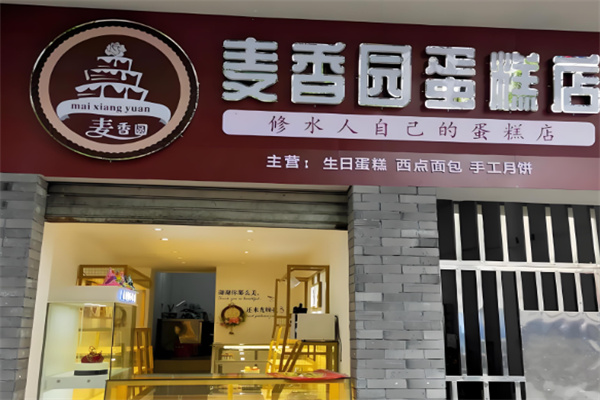 mai xiang yuan
麦香園
麦香园蛋糕店
修水人自己的蛋糕店
主营：生日蛋糕 西点面包 手工月饼